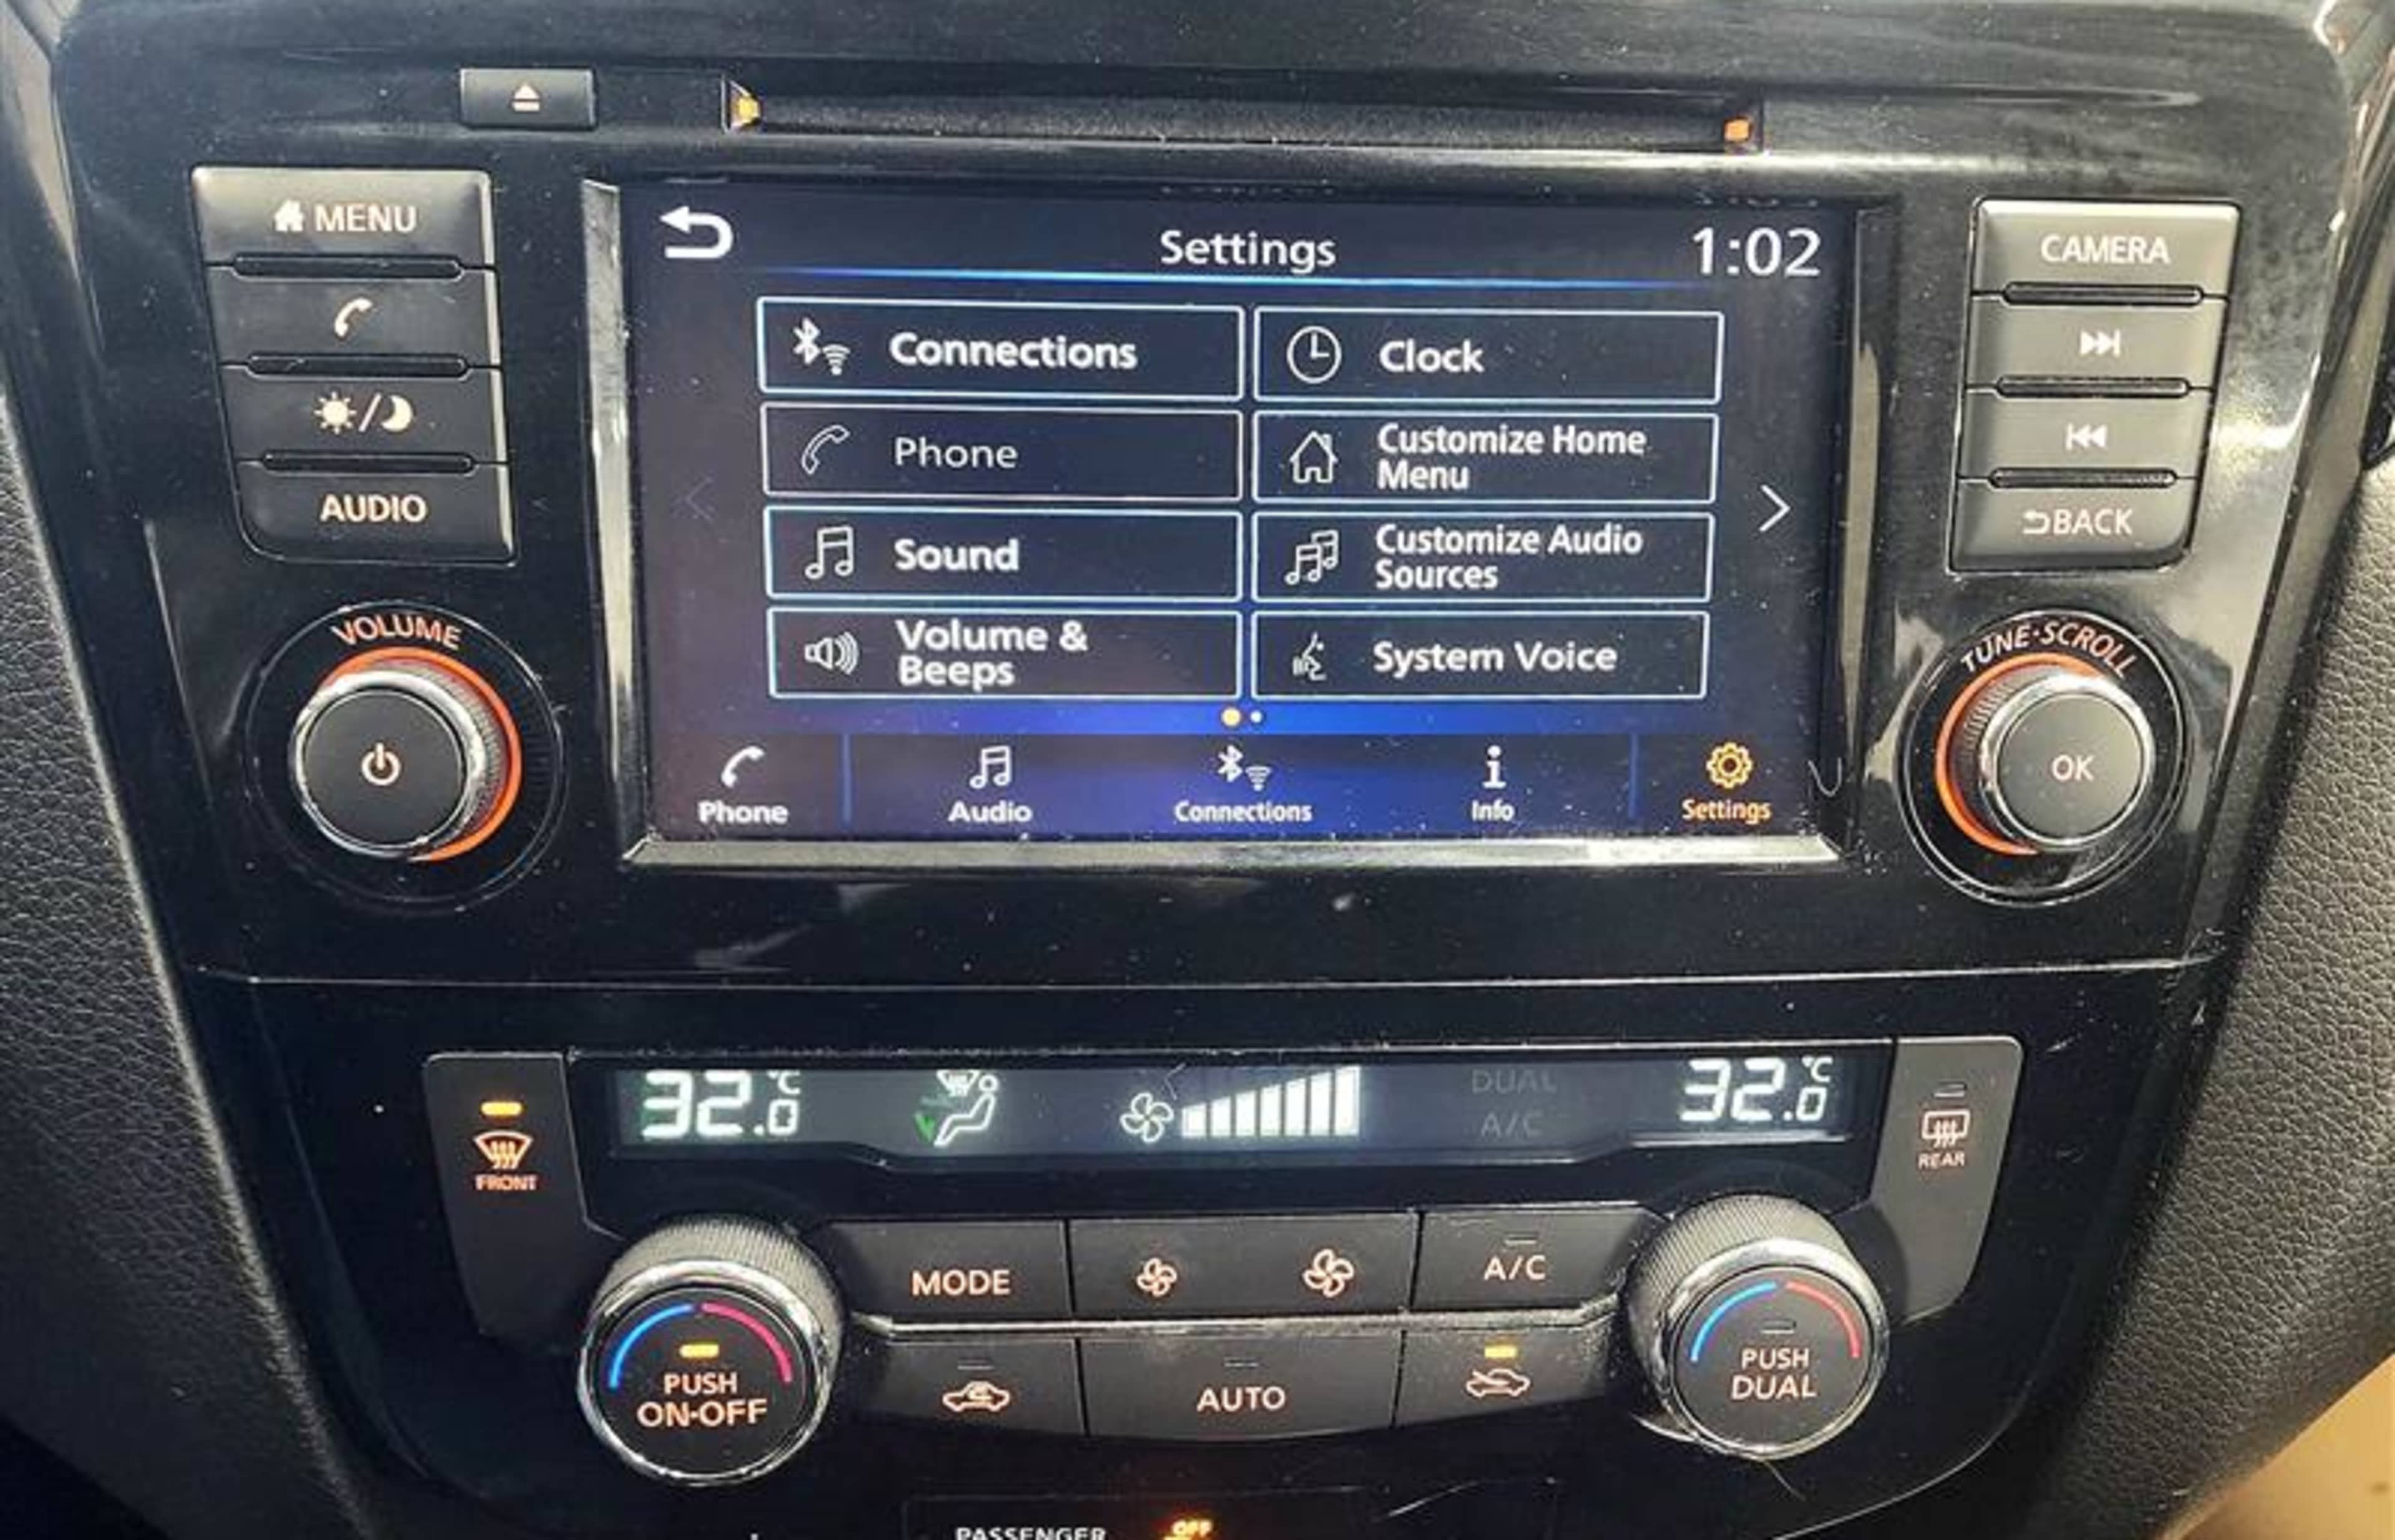 MENU
AUDIO
VOLUME
Settings
1:02
Connections
Clock
Phone
Customize Home
Menu
Sound
Customize Audio
Sources
Volume &
Beeps
System Voice
Phone
Audio
Connections
Info
Settings
CAMERA
BACK
TUNE·SCROLL
OK
FRONT
32.0 °C
DUAL
A/C
32.0 °C
REAR
MODE
A/C
PUSH
ON·OFF
AUTO
PUSH
DUAL
PASSENGER
OFF